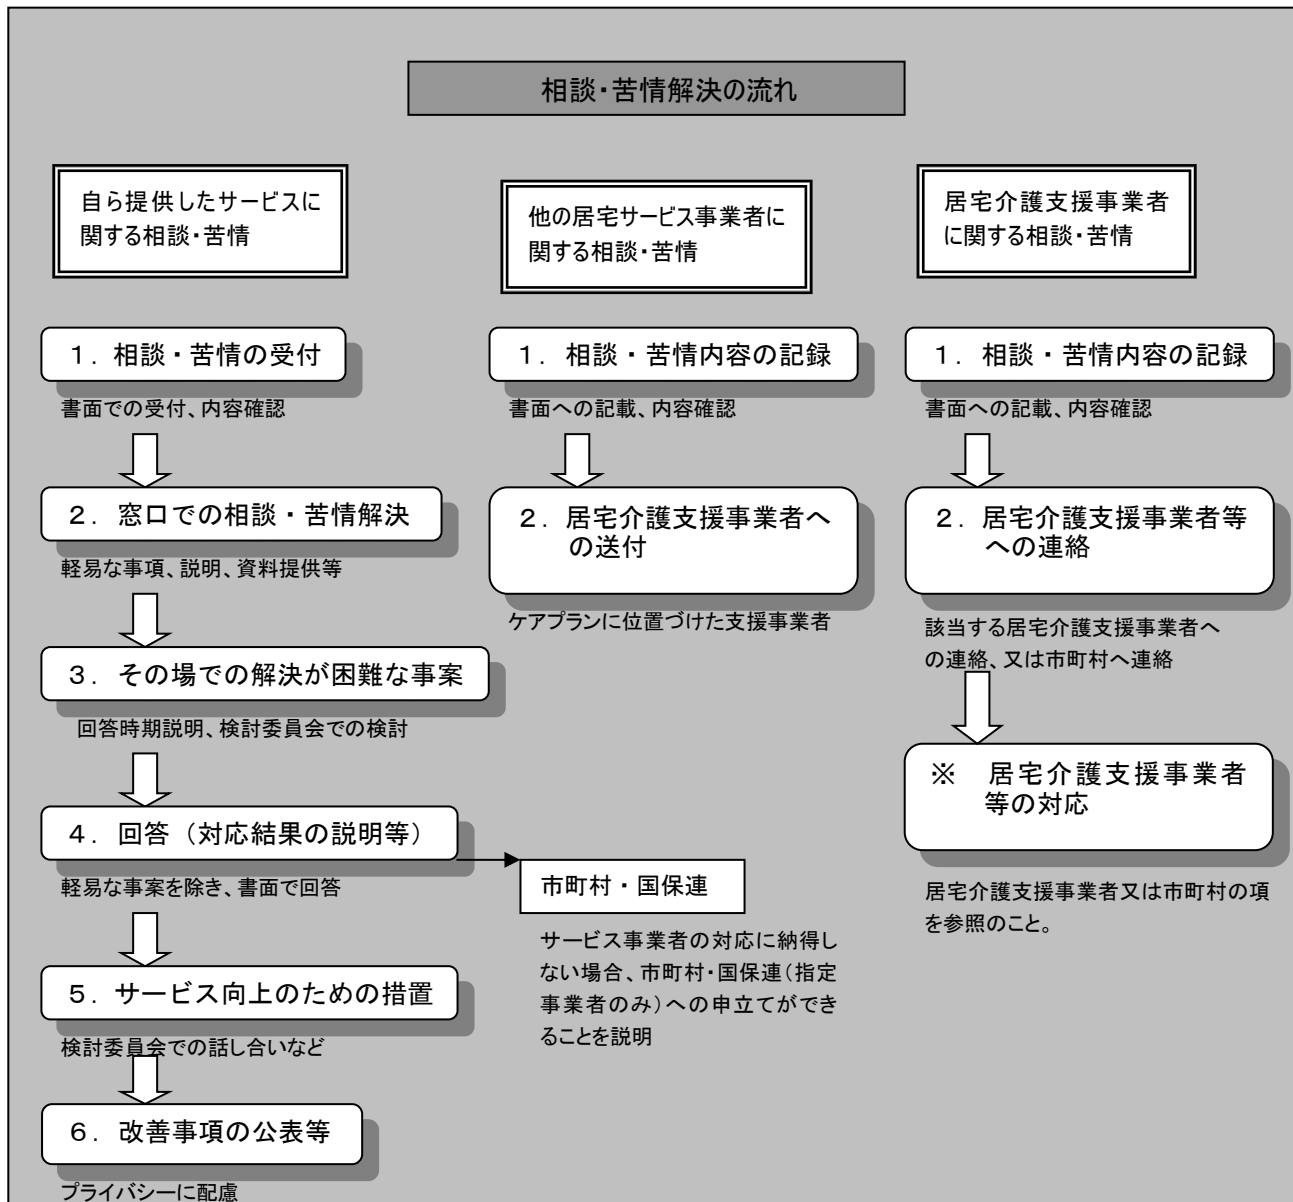 相談・苦情解決の流れ
自ら提供したサービスに
関する相談・苦情
１．相談・苦情の受付
書面での受付、内容確認
２．窓口での相談・苦情解決
軽易な事項、説明、資料提供等
３．その場での解決が困難な事案
回答時期説明、検討委員会での検討
４．回答（対応結果の説明等）
軽易な事案を除き、書面で回答
５．サービス向上のための措置
検討委員会での話し合いなど
６．改善事項の公表等
プライバシーに配慮
市町村・国保連
サービス事業者の対応に納得し
ない場合、市町村・国保連（指定
事業者のみ）への申立てができ
ることを説明
他の居宅サービス事業者に
関する相談・苦情
１．相談・苦情内容の記録
書面への記載、内容確認
２．居宅介護支援事業者へ
の送付
ケアプランに位置づけた支援事業者
居宅介護支援事業者
に関する相談・苦情
１．相談・苦情内容の記録
書面への記載、内容確認
２．居宅介護支援事業者等
への連絡
該当する居宅介護支援事業者へ
の連絡、又は市町村へ連絡
※　居宅介護支援事業者
等の対応
居宅介護支援事業者又は市町村の項
を参照のこと。